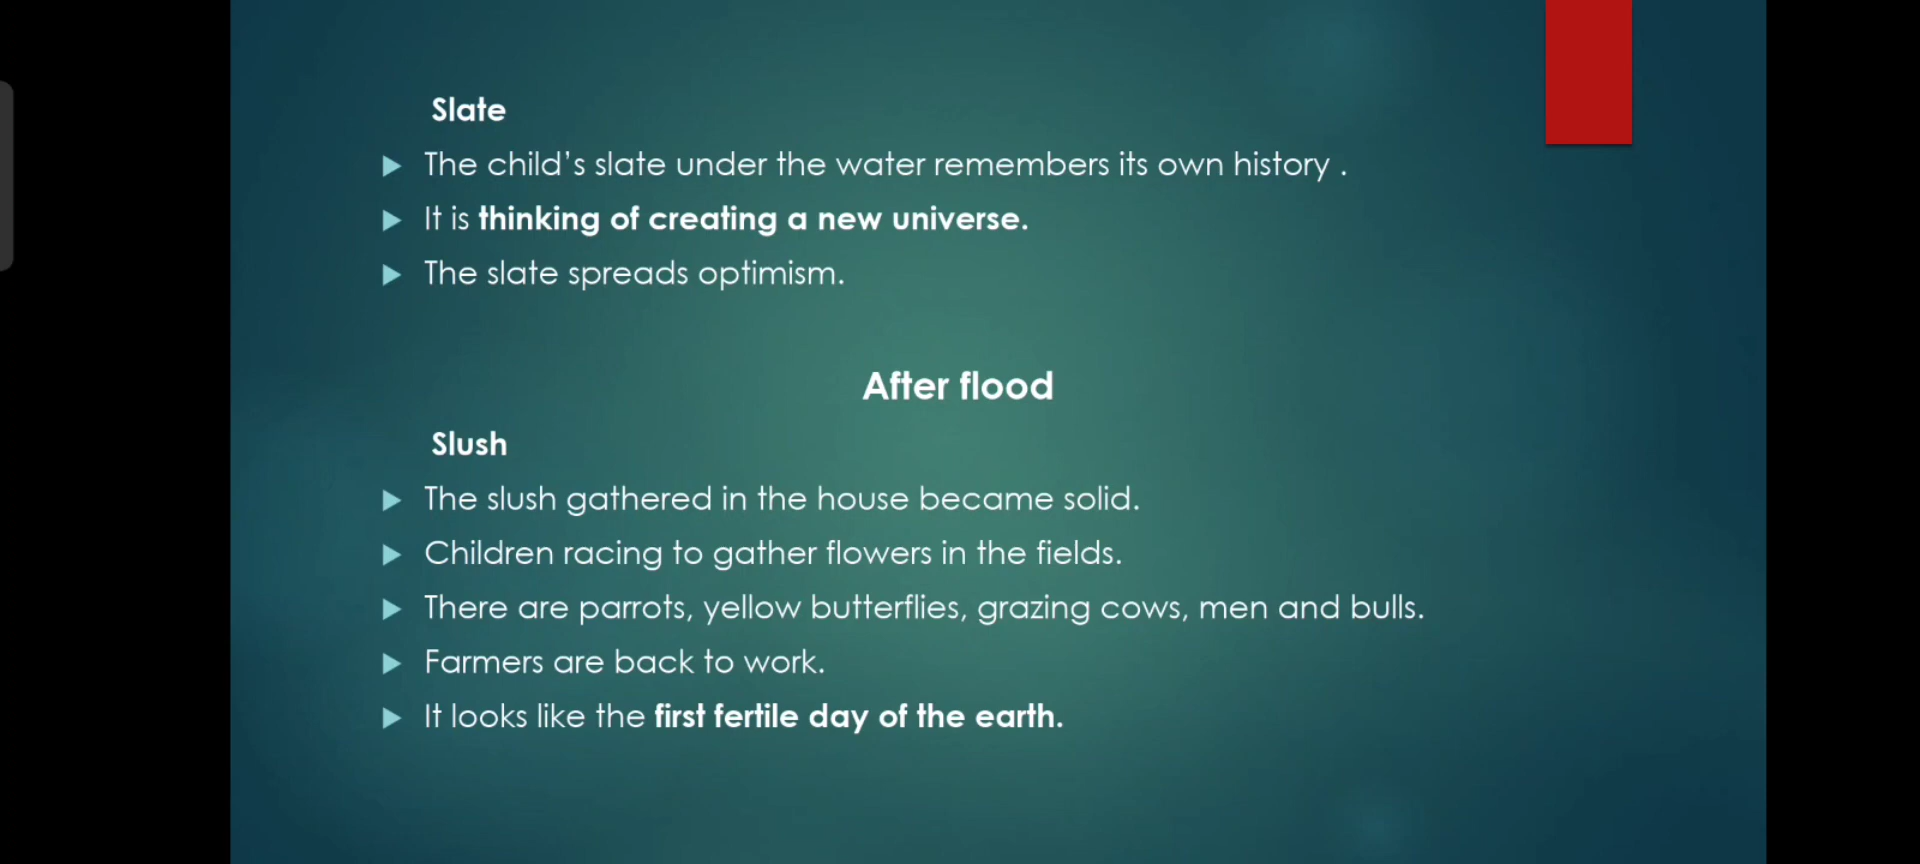 Slate
The child's slate under the water remembers its own history .
It is thinking of creating a new universe.
The slate spreads optimism.
After flood
Slush
The slush gathered in the house became solid.
Children racing to gather flowers in the fields.
There are parrots, yellow butterflies, grazing cows, men and bulls.
Farmers are back to work.
It looks like the first fertile day of the earth.